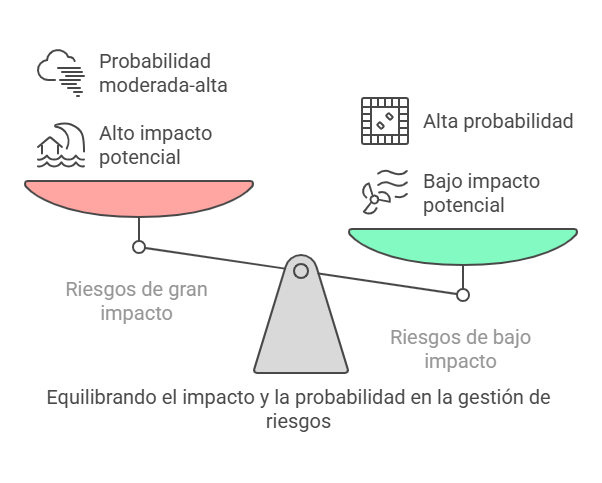 Probabilidad
moderada-alta
Alto impacto
potencial
Alta probabilidad
Bajo impacto
potencial
Riesgos de gran
impacto
Riesgos de bajo
impacto
Equilibrando el impacto y la probabilidad en la gestión de
riesgos